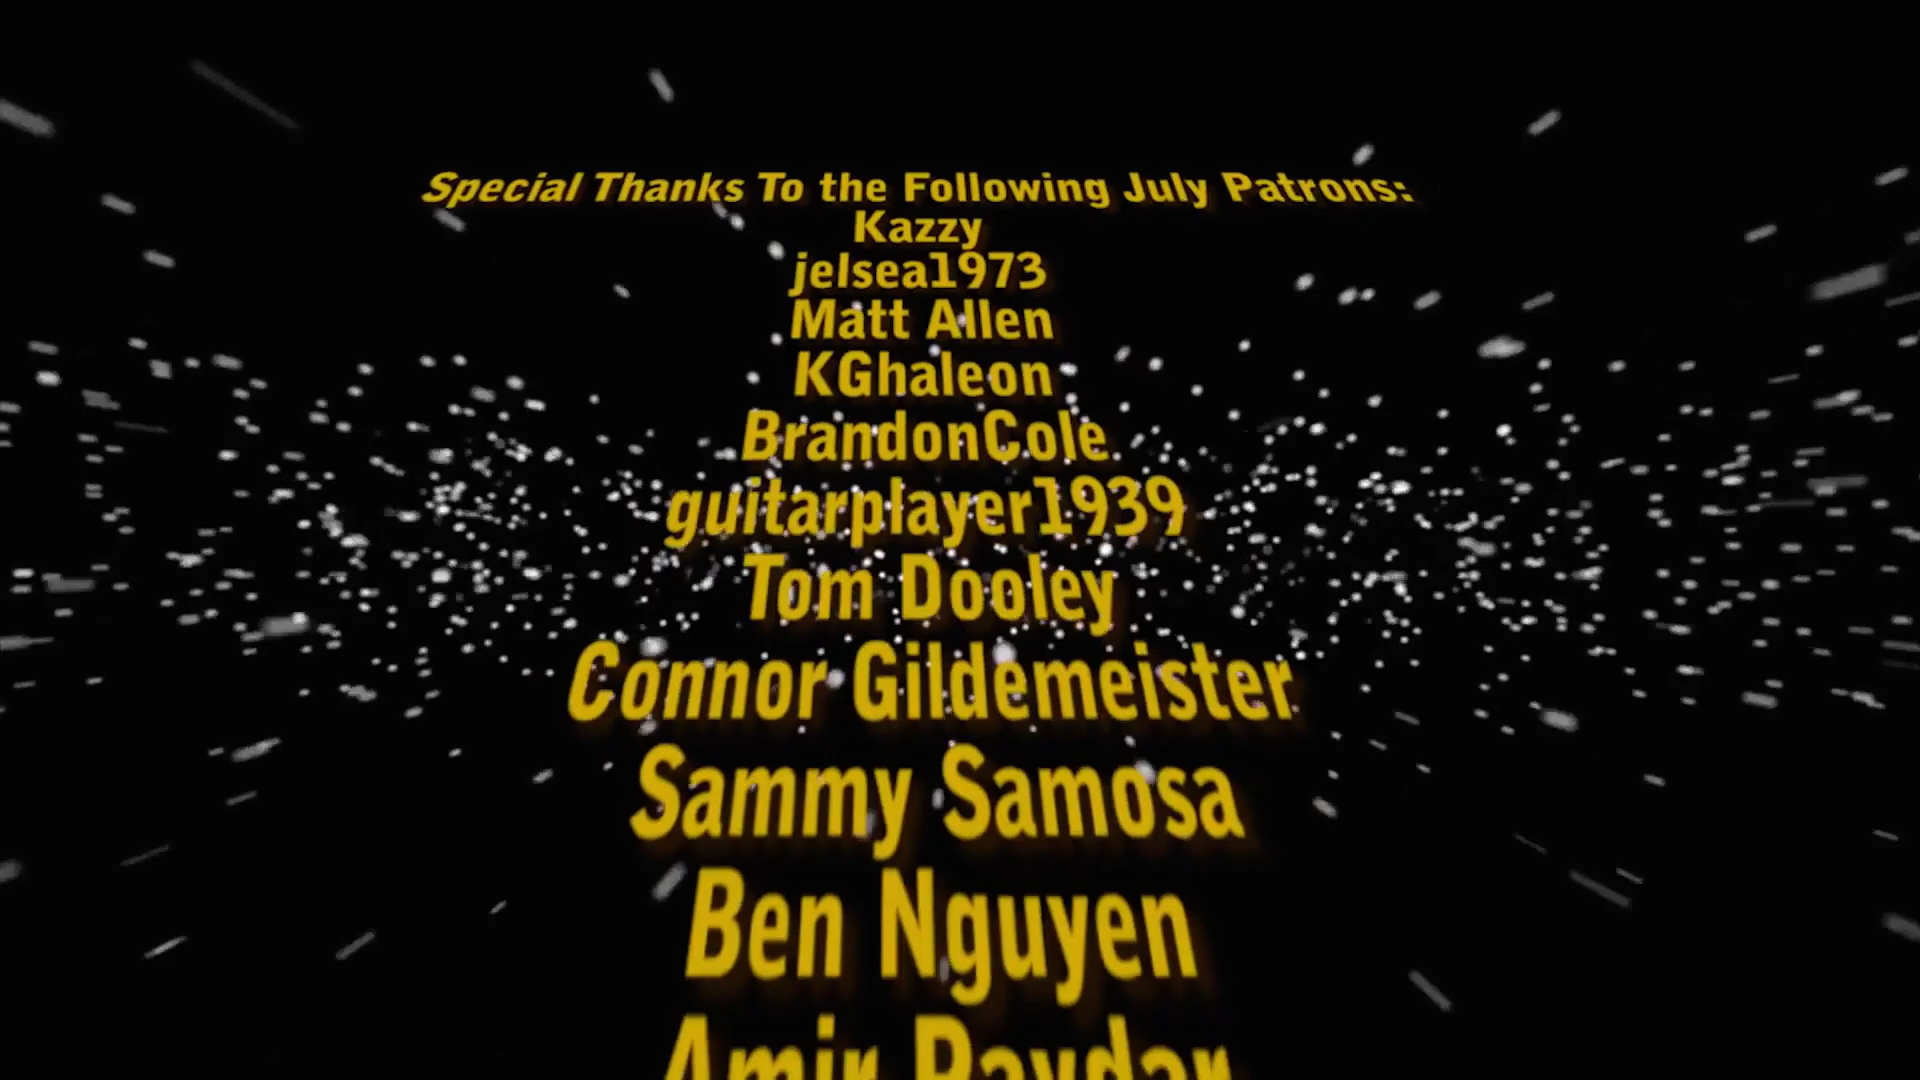 Special Thanks To the Following July Patrons:
Kazzy
jelsea1973
Matt Allen
KGhaleon
BrandonCole
guitarplayer1939
Tom Dooley
Connor Gildemeister
Sammy Samosa
Ben Nguyen
Amir